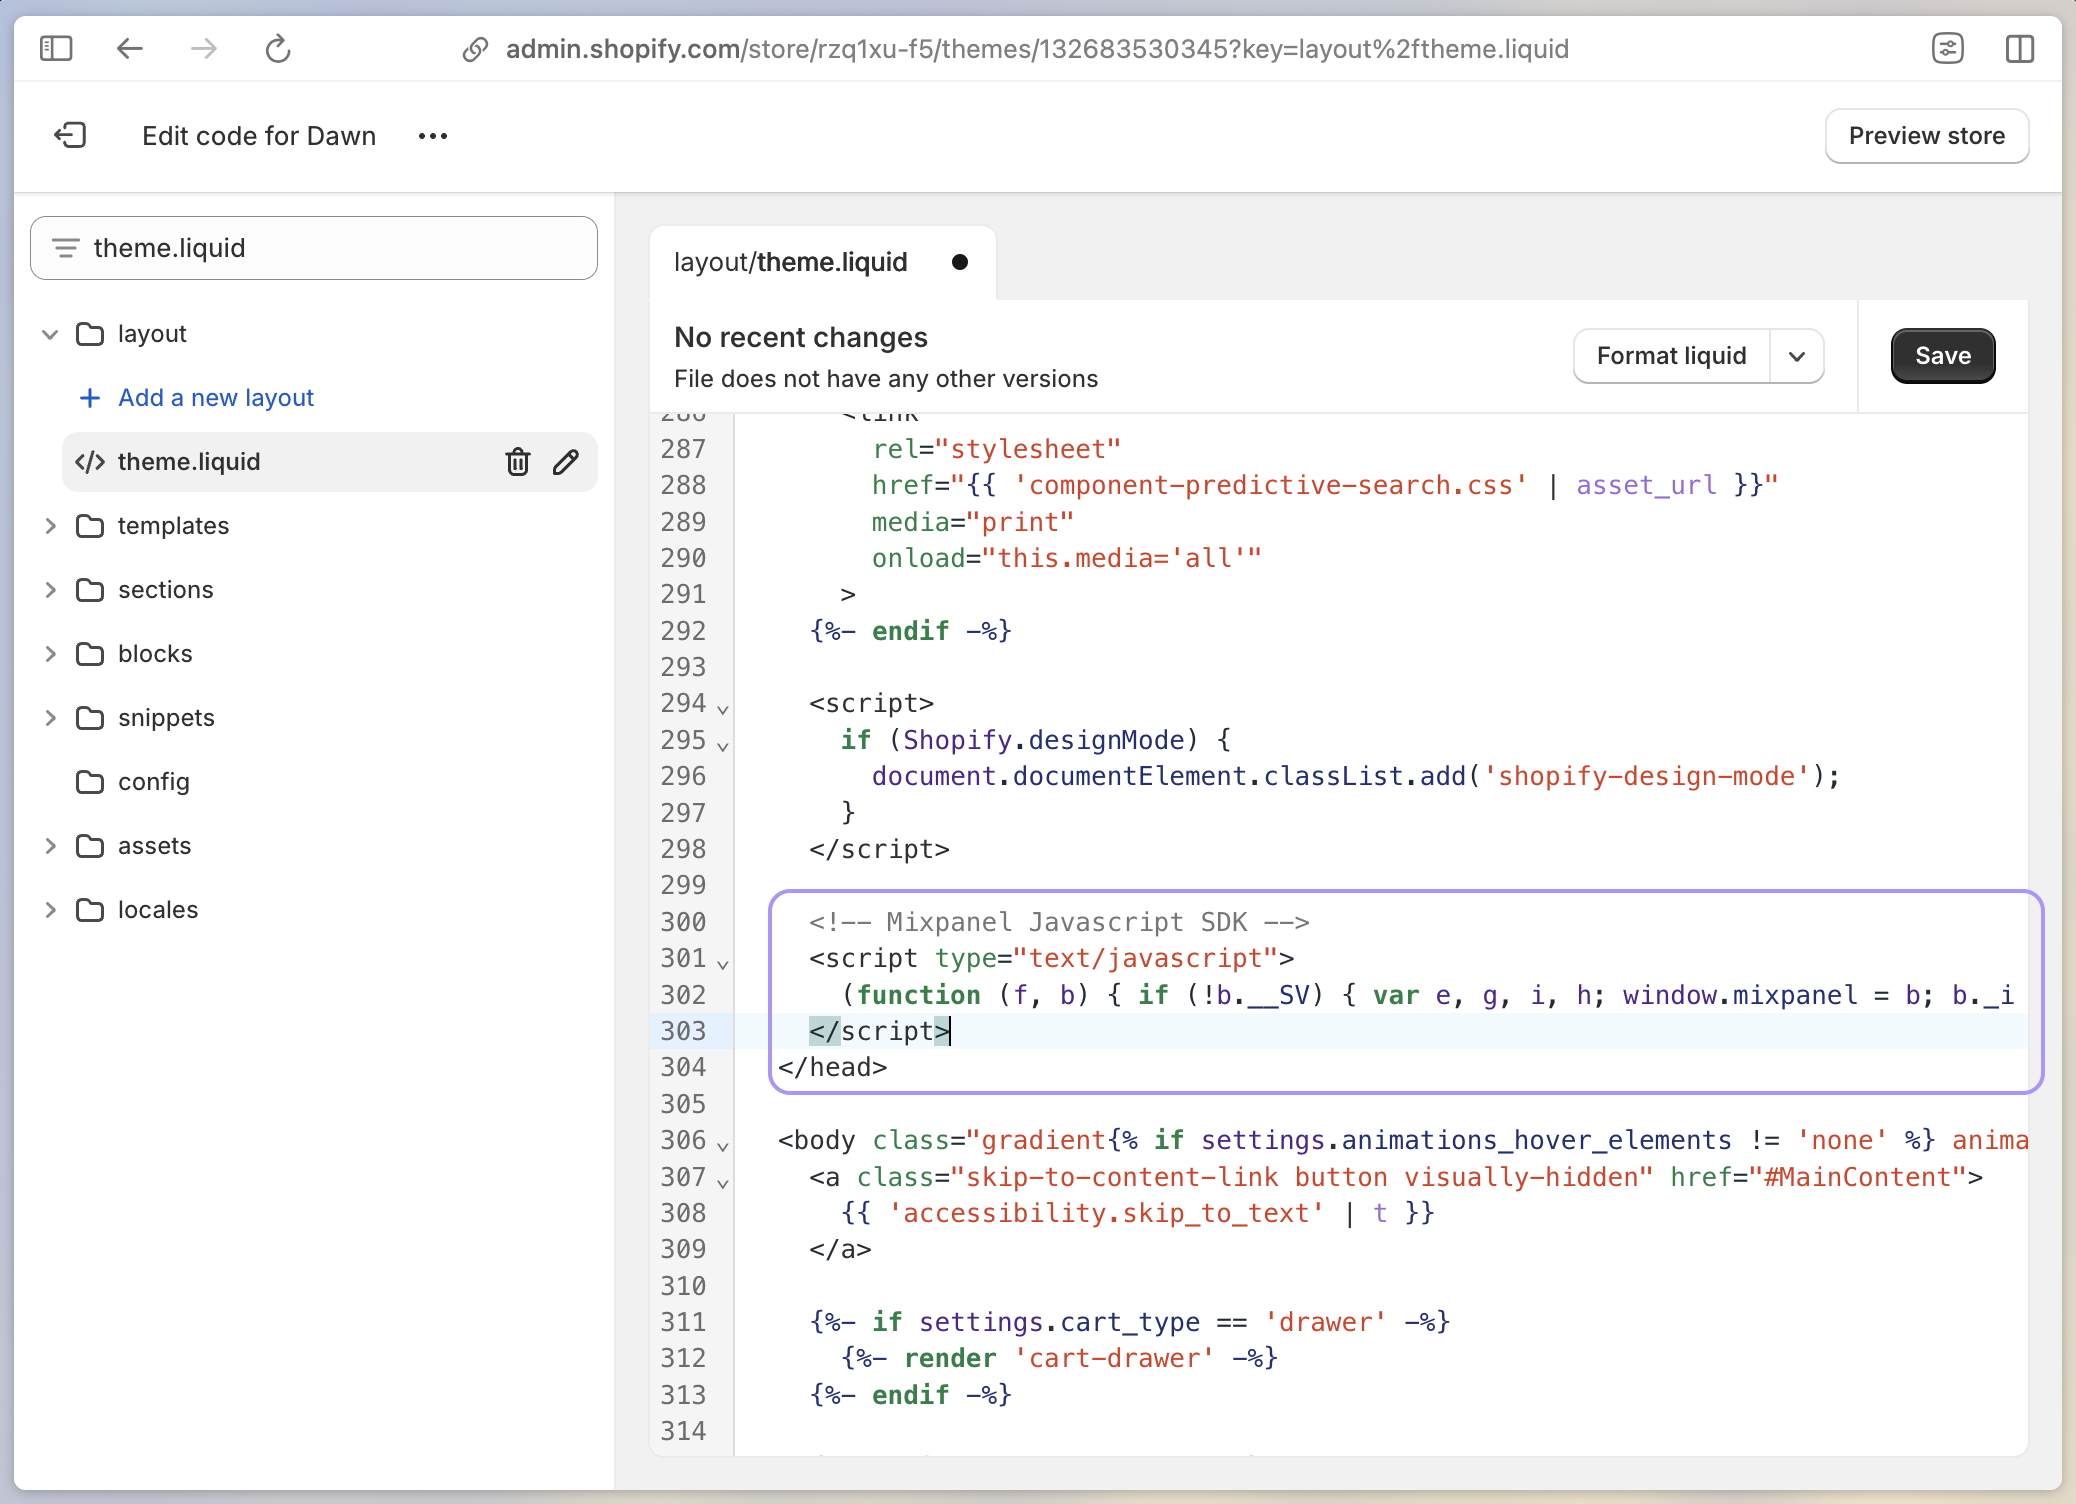 admin.shopify.com/store/rzq1xu-f5/themes/132683530345?key=layout%2ftheme.liquid
Edit code for Dawn
Preview store
theme.liquid
layout
Add a new layout
theme.liquid
templates
sections
blocks
snippets
config
assets
locales
layout/theme.liquid
No recent changes
File does not have any other versions
Format liquid
Save
286 <link
287 rel="stylesheet"
288 href="{{ 'component-predictive-search.css' | asset_url }}"
289 media="print"
290 onload="this.media='all'"
291 >
292 {%- endif -%}
293
294 <script>
295 if (Shopify.designMode) {
296 document.documentElement.classList.add('shopify-design-mode');
297 }
298 </script>
299
300 <!-- Mixpanel Javascript SDK -->
301 <script type="text/javascript">
302 (function (f, b) { if (!b.__SV) { var e, g, i, h; window.mixpanel = b; b._i
303 </script>
304 </head>
305
306 <body class="gradient{% if settings.animations_hover_elements != 'none' %} anima
307 <a class="skip-to-content-link button visually-hidden" href="#MainContent">
308 {{ 'accessibility.skip_to_text' | t }}
309 </a>
310
311 {%- if settings.cart_type == 'drawer' -%}
312 {%- render 'cart-drawer' -%}
313 {%- endif -%}
314